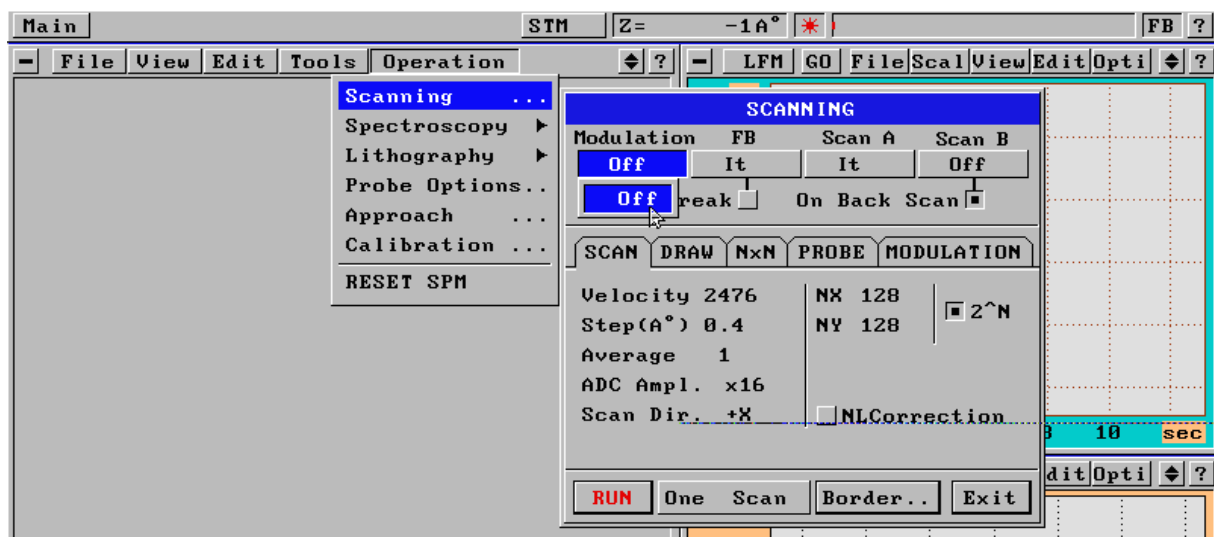 Main STM Z= -1A° FB ?
- File View Edit Tools Operation ? - LFM GO File Scal View Edit Opti ?
Scanning ...
Spectroscopy
Lithography
Probe Options..
Approach ...
Calibration ...
RESET SPM
SCANNING
Modulation FB Scan A Scan B
Off It It Off
Off reak On Back Scan
SCAN DRAW NxN PROBE MODULATION
Velocity 2476 NX 128 2^N
Step(A°) 0.4 NY 128
Average 1
ADC Ampl. x16
Scan Dir. +X NLCorrection
10 sec
dit Opti ?
RUN One Scan Border.. Exit